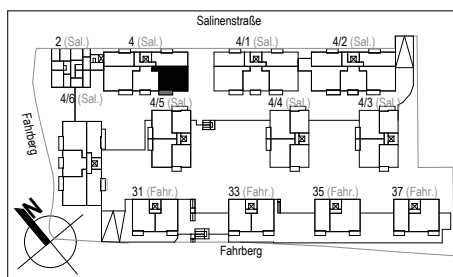 Salinenstraße
2 (Sal.) 4 (Sal.) 4/1 (Sal.) 4/2 (Sal.)
4/6 (Sal.) 4/5 (Sal.) 4/4 (Sal.) 4/3 (Sal.)
Fahrberg
31 (Fahr.) 33 (Fahr.) 35 (Fahr.) 37 (Fahr.)
N
Fahrberg